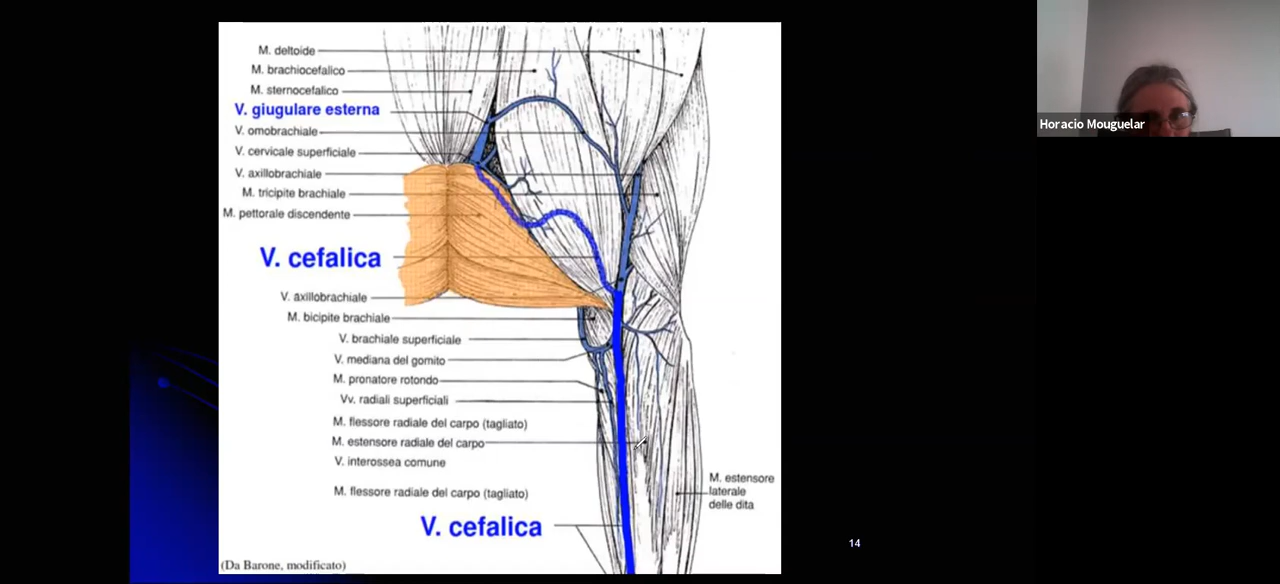 M. deltoide
M. brachiocefalico
M. sternocefalico
V. giugulare esterna
V. omobrachiale
V. cervicale superficiale
V. axillobrachiale
M. tricipite brachiale
M. pettorale discendente
V. cefalica
V. axillobrachiale
M. bicipite brachiale
V. brachiale superficiale
V. mediana del gomito
M. pronatore rotondo
Vv. radiali superficiali
M. flessore radiale del carpo (tagliato)
M. estensore radiale del carpo
V. interossea comune
M. flessore radiale del carpo (tagliato)
V. cefalica
M. estensore
laterale
delle dita
(Da Barone, modificato)
14
Horacio Mouguelar